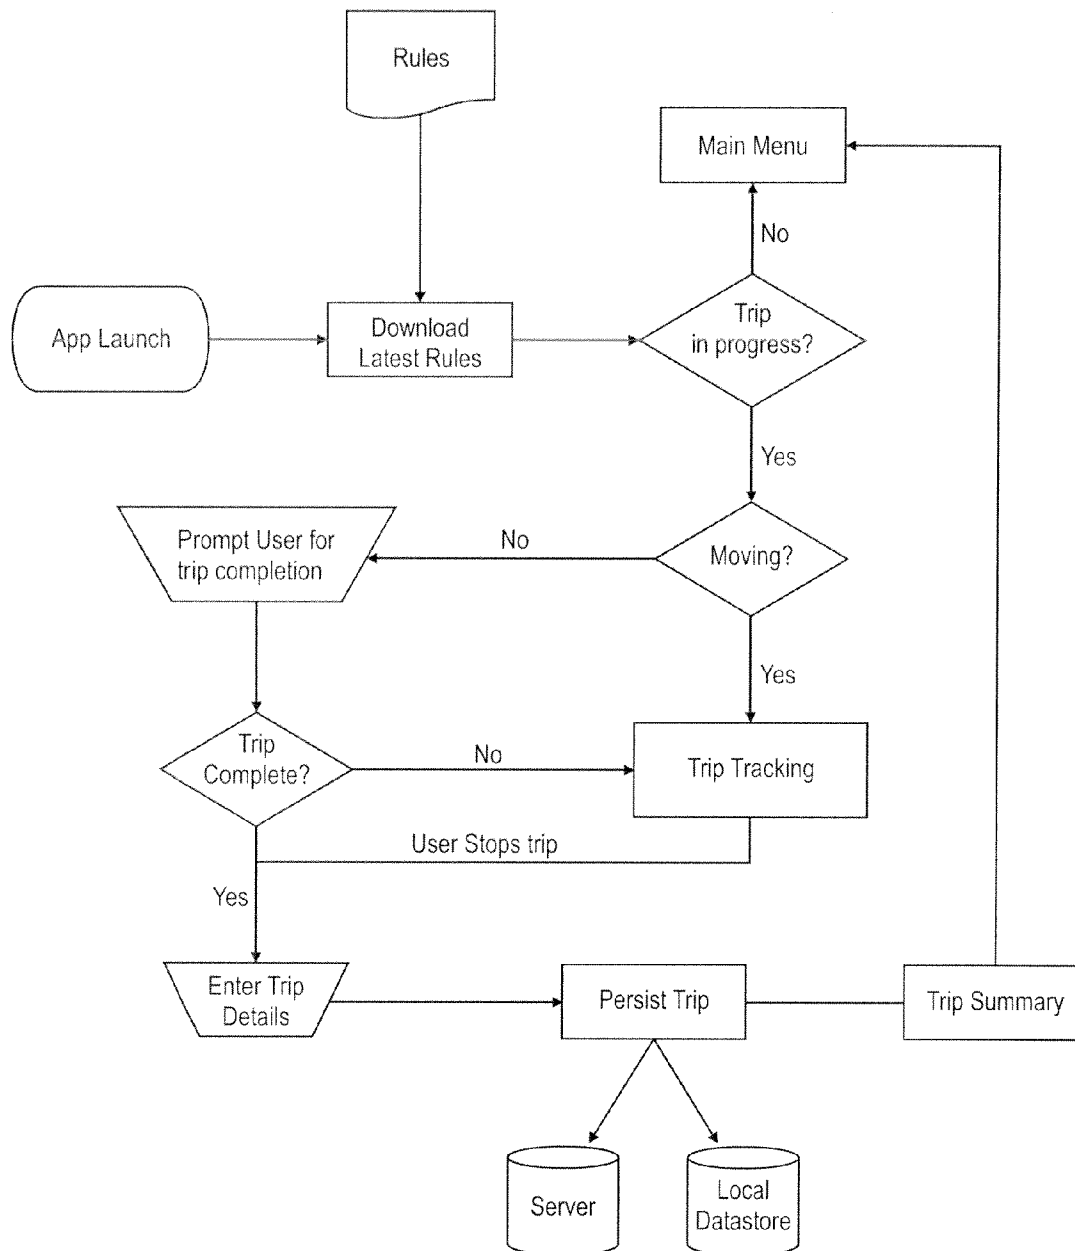 Rules
Main Menu
No
App Launch
Download
Latest Rules
Trip
in progress?
Yes
Prompt User for
trip completion
No
Moving?
Yes
Trip
Complete?
No
Trip Tracking
User Stops trip
Yes
Enter Trip
Details
Persist Trip
Trip Summary
Server
Local
Datastore